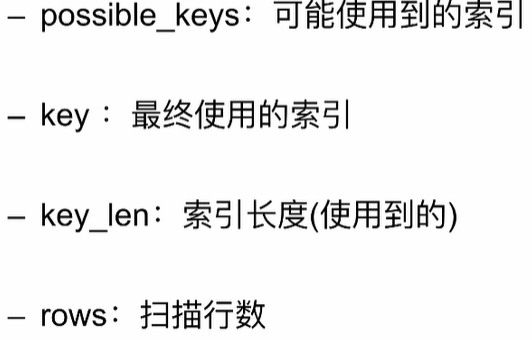 – possible_keys：可能使用到的索引
– key ：最终使用的索引
– key_len：索引长度(使用到的)
– rows：扫描行数